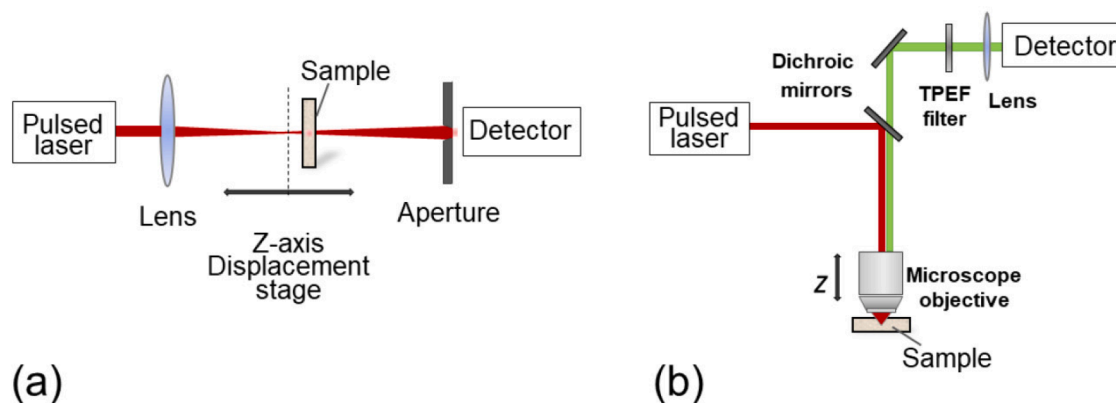 Pulsed
laser
Lens
Sample
Z-axis
Displacement
stage
Aperture
Detector
(a)
Pulsed
laser
Dichroic
mirrors
TPEF
filter
Lens
Detector
Z
Microscope
objective
Sample
(b)